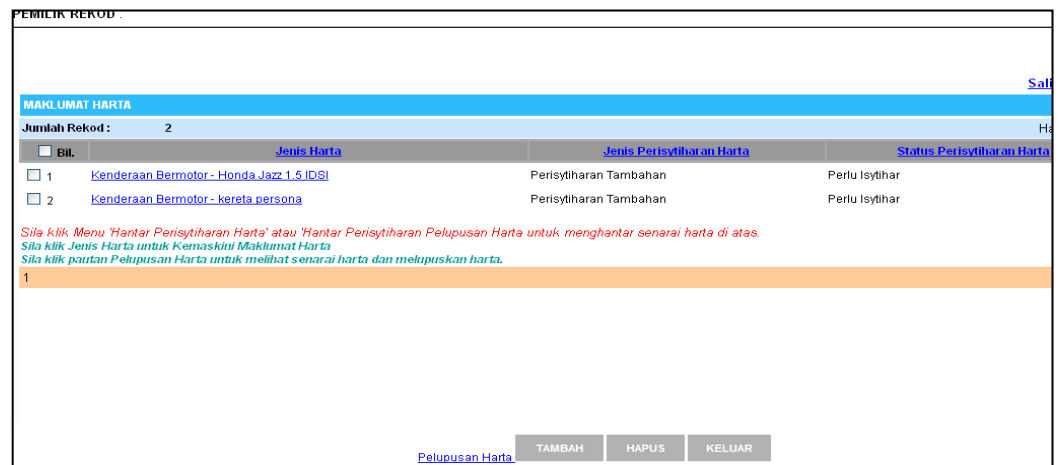 PEMILIK REKOD :
Sali
MAKLUMAT HARTA
Jumlah Rekod : 2 Ha
Bil. Jenis Harta Jenis Perisytiharan Harta Status Perisytiharan Harta
1 Kenderaan Bermotor - Honda Jazz 1.5 IDSI Perisytiharan Tambahan Perlu Isytihar
2 Kenderaan Bermotor - kereta persona Perisytiharan Tambahan Perlu Isytihar
Sila klik Menu 'Hantar Perisytiharan Harta' atau 'Hantar Perisytiharan Pelupusan Harta untuk menghantar senarai harta di atas.
Sila klik Jenis Harta untuk Kemaskini Maklumat Harta
Sila klik pautan Pelupusan Harta untuk melihat senarai harta dan melupuskan harta.
1
Pelupusan Harta TAMBAH HAPUS KELUAR